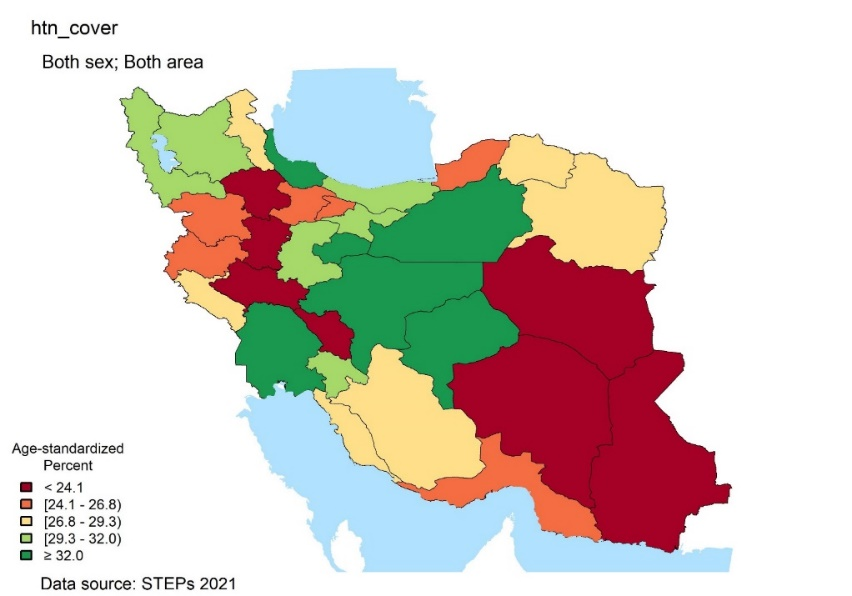 htn_cover
Both sex; Both area
Age-standardized
Percent
< 24.1
[24.1 - 26.8)
[26.8 - 29.3)
[29.3 - 32.0)
≥ 32.0
Data source: STEPs 2021